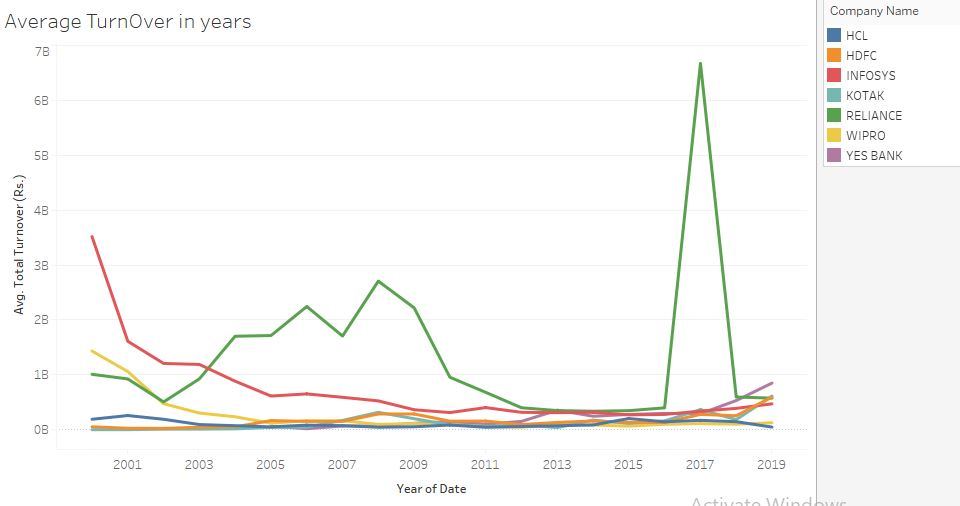 Average TurnOver in years
Company Name
HCL
HDFC
INFOSYS
KOTAK
RELIANCE
WIPRO
YES BANK
7B
6B
5B
4B
3B
2B
1B
0B
Avg. Total Turnover (Rs.)
2001 2003 2005 2007 2009 2011 2013 2015 2017 2019
Year of Date
Activate Windows